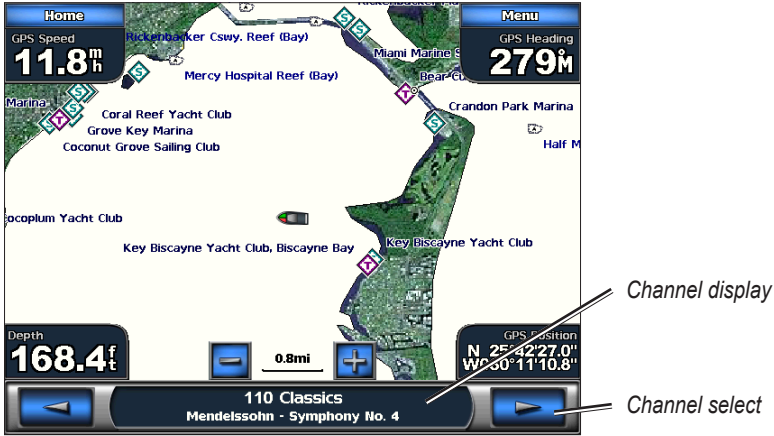 Home
Menu
Rickenbacker Cswy. Reef (Bay)
GPS Speed
11.8 m h
GPS Heading
279° M
Miami Marine S
Mercy Hospital Reef (Bay)
Marina
Coral Reef Yacht Club
Crandon Park Marina
Grove Key Marina
Coconut Grove Sailing Club
Half M
ocoplum Yacht Club
Key Biscayne Yacht Club, Biscayne Bay
Key Biscayne Yacht Club
Channel display
Depth
168.4 f t
0.8mi
GPS Position
N 25°42'27.0"
W080°11'10.8"
110 Classics
Mendelssohn - Symphony No. 4
Channel select